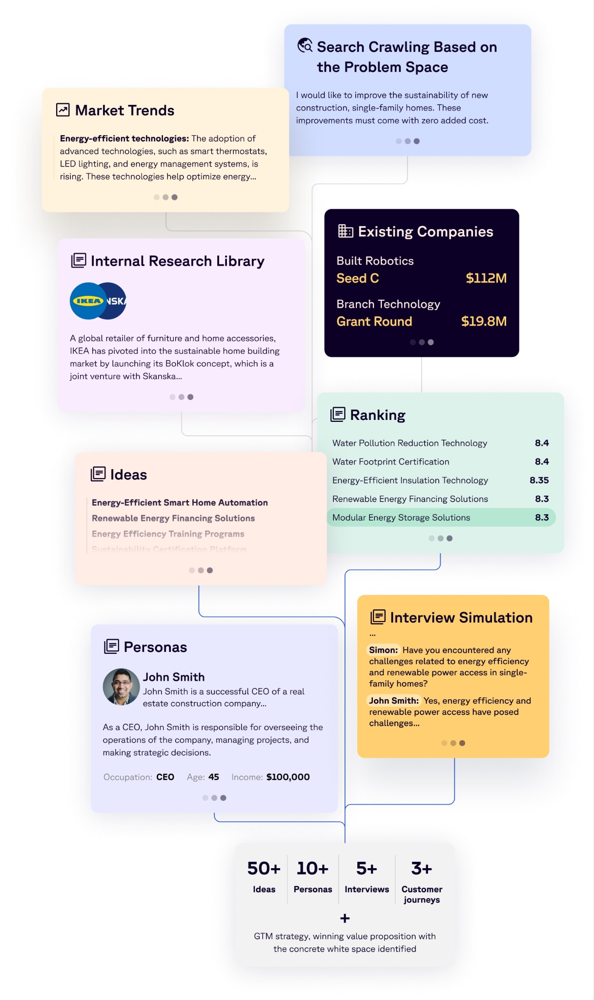 Search Crawling Based on
the Problem Space
I would like to improve the sustainability of new
construction, single-family homes. These
improvements must come with zero added cost.
Market Trends
Energy-efficient technologies: The adoption of
advanced technologies, such as smart thermostats,
LED lighting, and energy management systems, is
rising. These technologies help optimize energy...
Existing Companies
Built Robotics
Seed C $112M
Branch Technology
Grant Round $19.8M
Internal Research Library
IKEA NSKA
A global retailer of furniture and home accessories,
IKEA has pivoted into the sustainable home building
market by launching its BoKlok concept, which is a
joint venture with Skanska...
Ranking
Water Pollution Reduction Technology 8.4
Water Footprint Certification 8.4
Energy-Efficient Insulation Technology 8.35
Renewable Energy Financing Solutions 8.3
Modular Energy Storage Solutions 8.3
Ideas
Energy-Efficient Smart Home Automation
Renewable Energy Financing Solutions
Energy Efficiency Training Programs
Sustainability Certification Platform
Interview Simulation
...
Simon: Have you encountered any
challenges related to energy efficiency
and renewable power access in single-
family homes?
John Smith: Yes, energy efficiency and
renewable power access have posed
challenges...
Personas
John Smith
John Smith is a successful CEO of a real
estate construction company...
As a CEO, John Smith is responsible for overseeing the
operations of the company, managing projects, and
making strategic decisions.
Occupation: CEO Age: 45 Income: $100,000
50+ 10+ 5+ 3+
Ideas Personas Interviews Customer
journeys
+
GTM strategy, winning value proposition with
the concrete white space identified